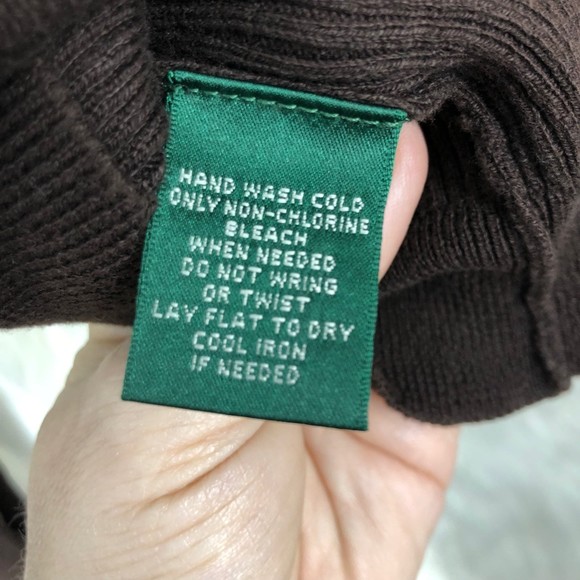 HAND WASH COLD
ONLY NON-CHLORINE
BLEACH
WHEN NEEDED
DO NOT WRING
OR TWIST
LAY FLAT TO DRY
COOL IRON
IF NEEDED